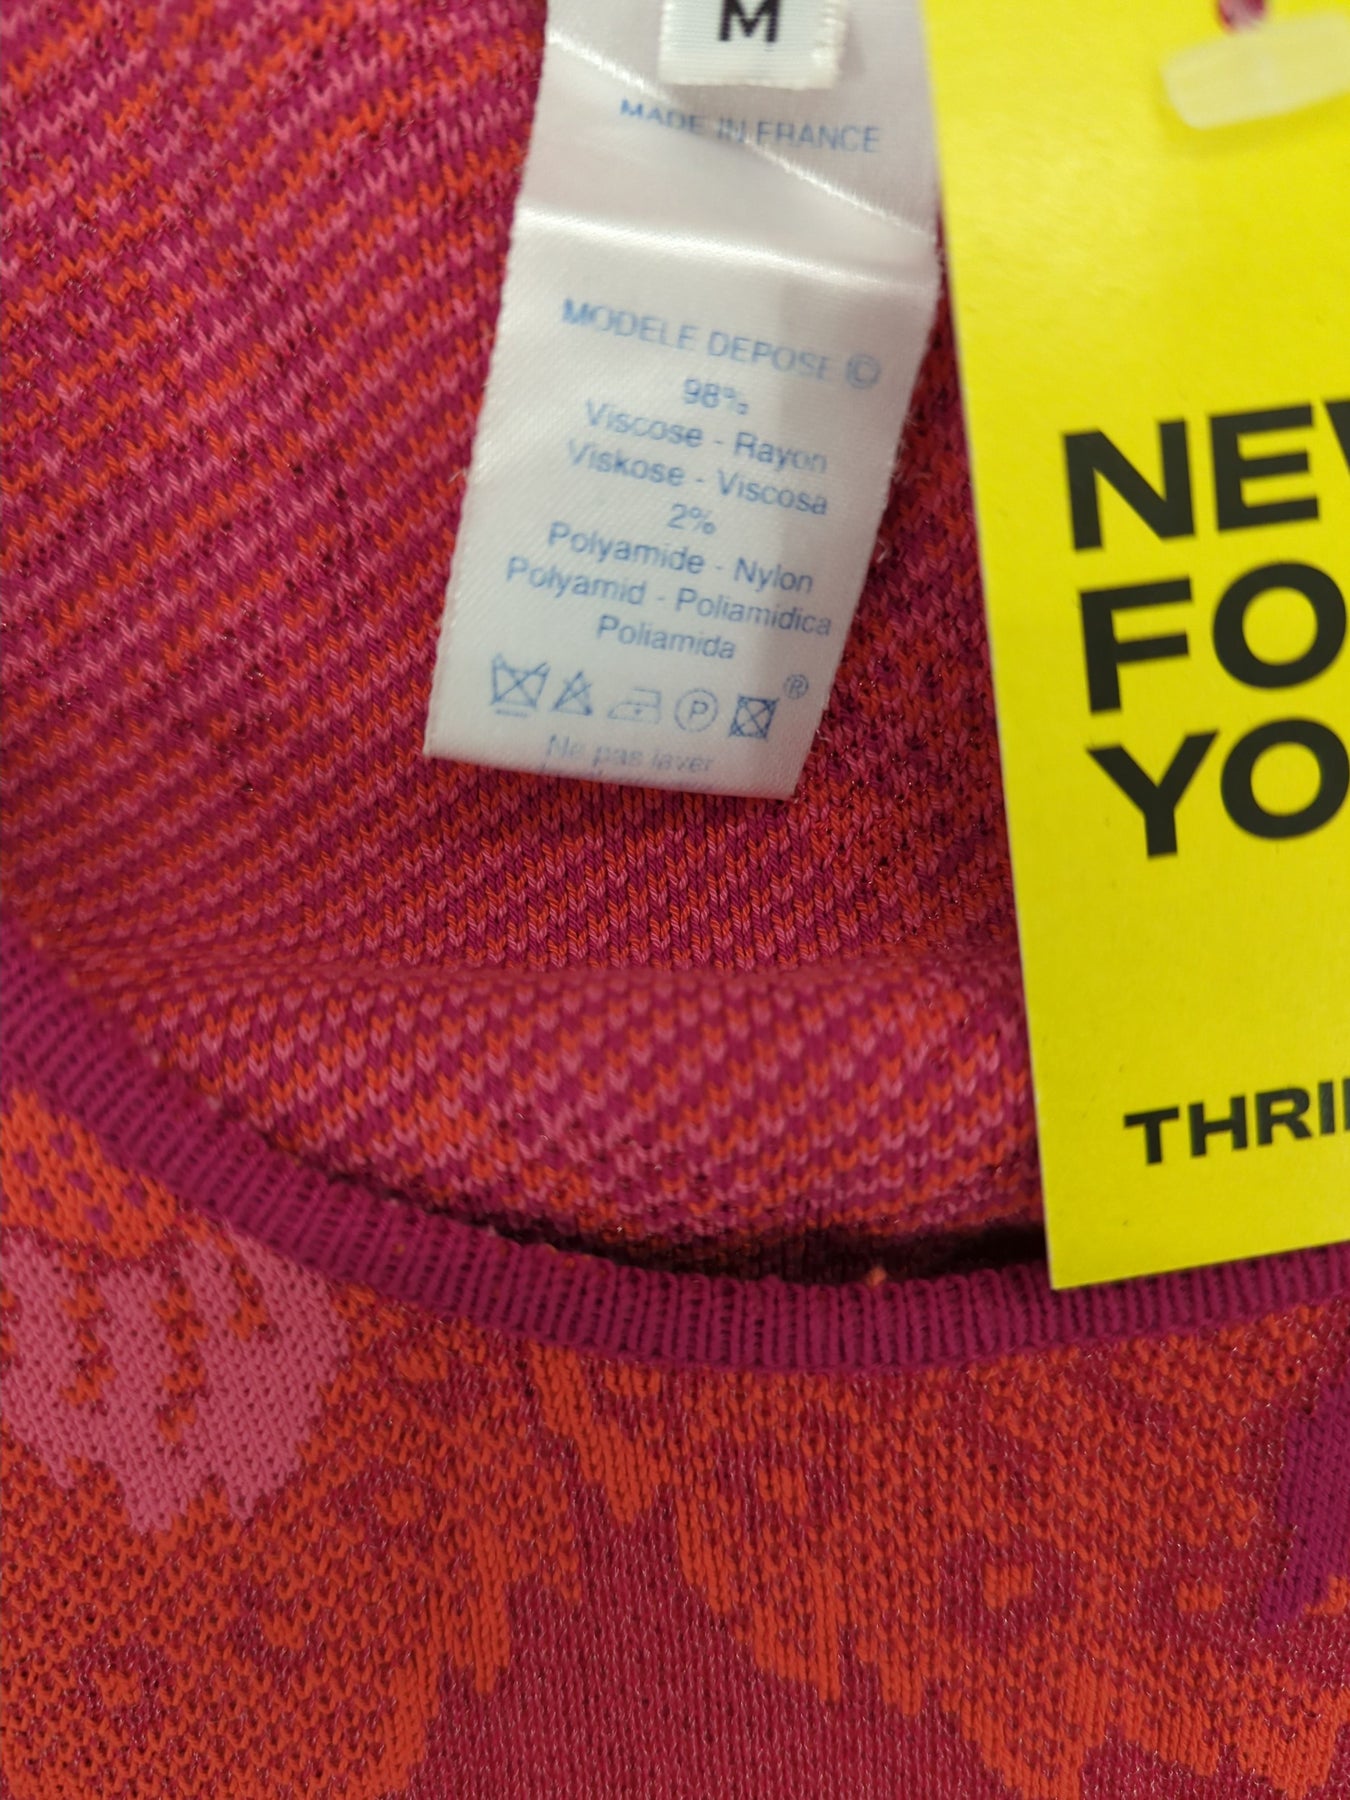 M
MADE IN FRANCE
MODELE DEPOSE ©
98%
Viscose - Rayon
Viskose - Viscosa
2%
Polyamide - Nylon
Polyamid - Poliamidica
Poliamida
P ®
Ne pas laver
NEW
FO
YO
THRI